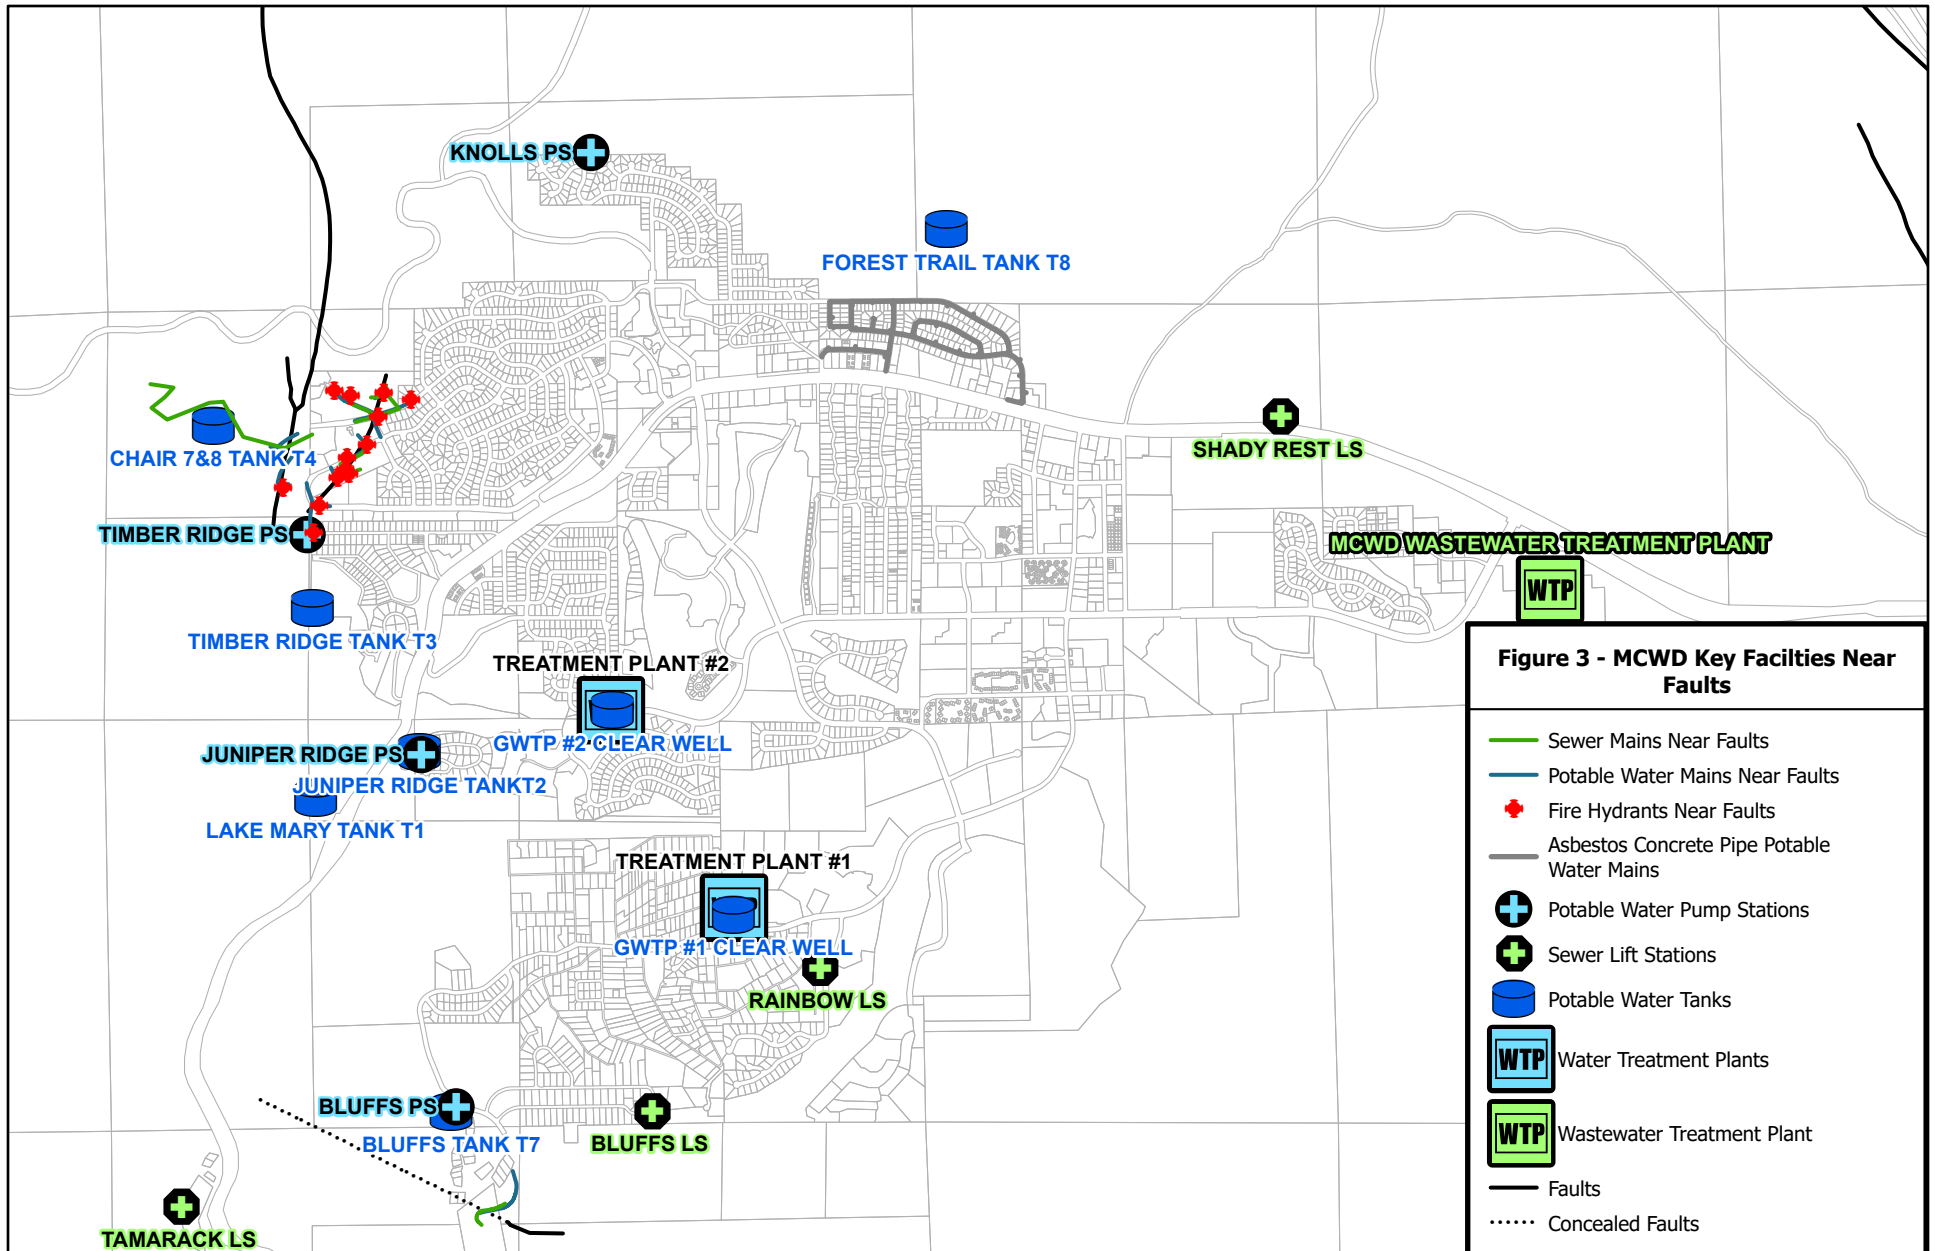 KNOLLS PS
FOREST TRAIL TANK T8
CHAIR 7&8 TANK T4
SHADY REST LS
TIMBER RIDGE PS
MCWD WASTEWATER TREATMENT PLANT
WTP
TIMBER RIDGE TANK T3
TREATMENT PLANT #2
GWTP #2 CLEAR WELL
JUNIPER RIDGE PS
JUNIPER RIDGE TANKT2
LAKE MARY TANK T1
TREATMENT PLANT #1
GWTP #1 CLEAR WELL
RAINBOW LS
BLUFFS PS
BLUFFS TANK T7
BLUFFS LS
TAMARACK LS
Figure 3 - MCWD Key Facilties Near
Faults
Sewer Mains Near Faults
Potable Water Mains Near Faults
Fire Hydrants Near Faults
Asbestos Concrete Pipe Potable
Water Mains
Potable Water Pump Stations
Sewer Lift Stations
Potable Water Tanks
WTP Water Treatment Plants
WTP Wastewater Treatment Plant
Faults
Concealed Faults